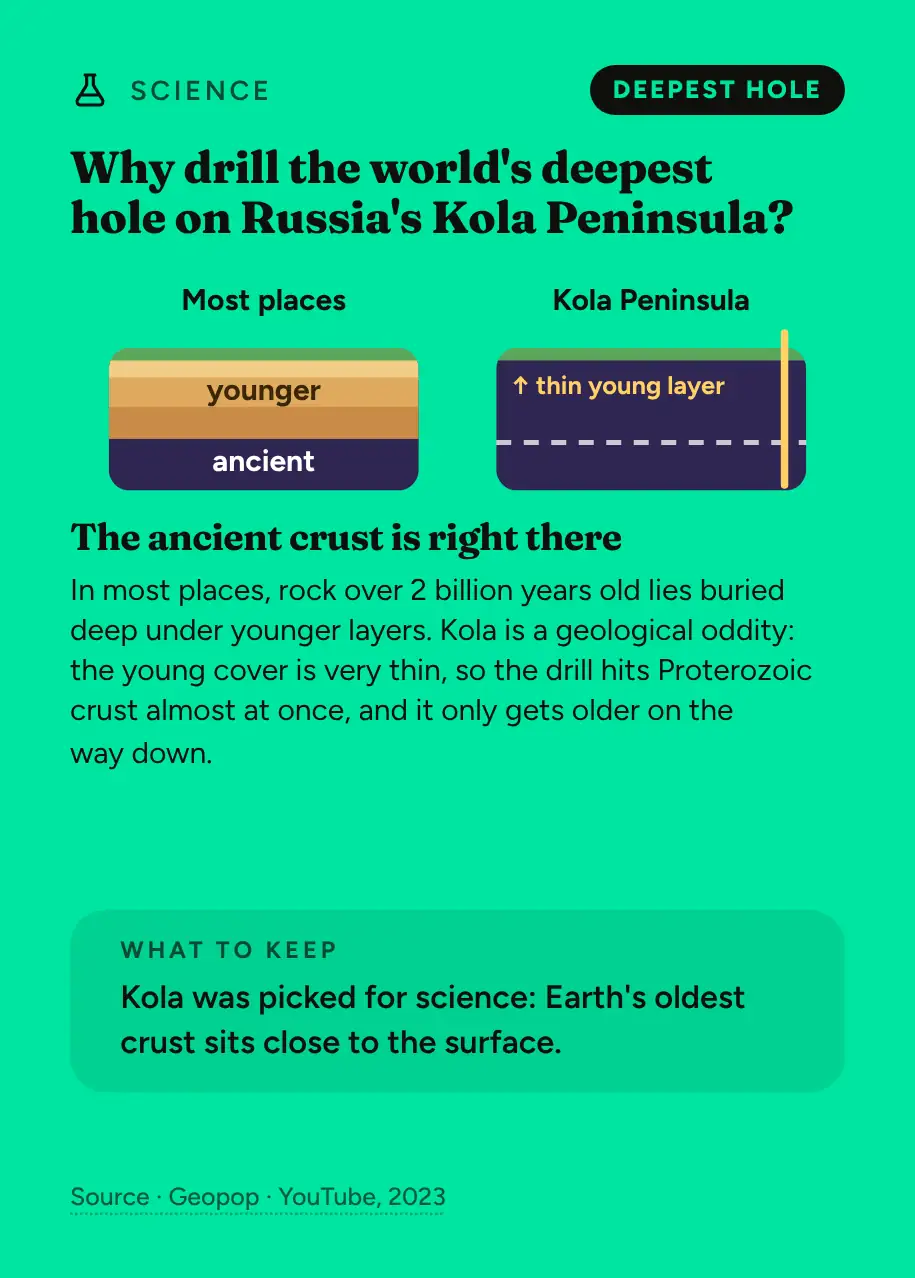 SCIENCE
DEEPEST HOLE
Why drill the world's deepest
hole on Russia's Kola Peninsula?
Most places
Kola Peninsula
younger
ancient
↑ thin young layer
The ancient crust is right there
In most places, rock over 2 billion years old lies buried
deep under younger layers. Kola is a geological oddity:
the young cover is very thin, so the drill hits Proterozoic
crust almost at once, and it only gets older on the
way down.
WHAT TO KEEP
Kola was picked for science: Earth's oldest
crust sits close to the surface.
Source · Geopop · YouTube, 2023